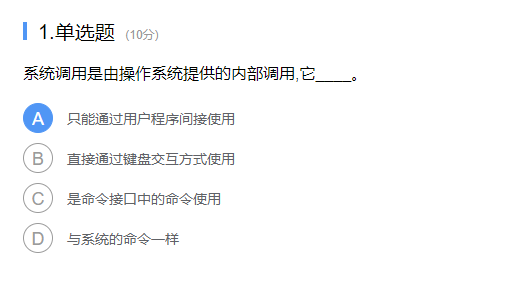 1.单选题 (10分)
系统调用是由操作系统提供的内部调用,它____。
A 只能通过用户程序间接使用
B 直接通过键盘交互方式使用
C 是命令接口中的命令使用
D 与系统的命令一样